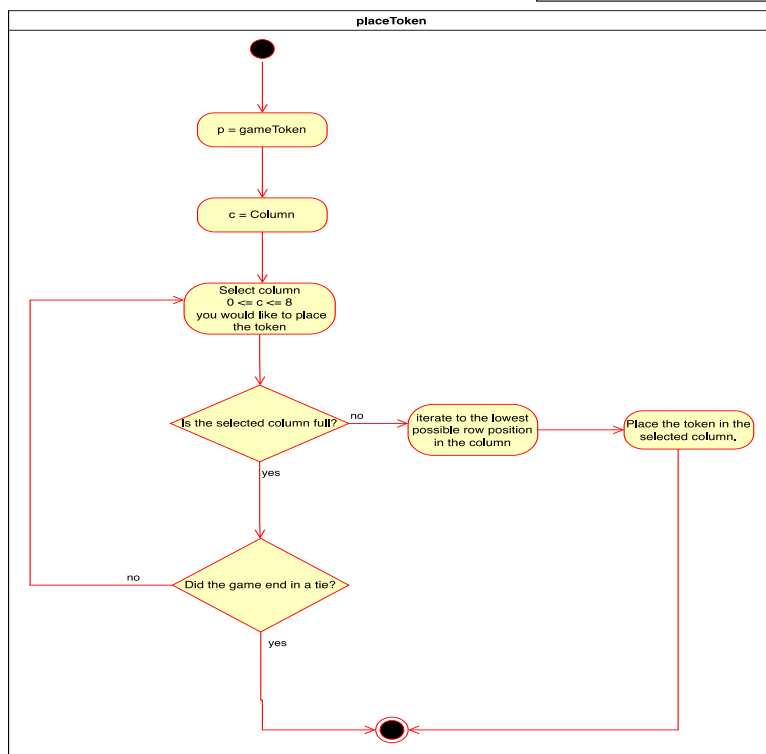 placeToken
p = gameToken
c = Column
Select column
0 <= c <= 8
you would like to place
the token
Is the selected column full?
no
iterate to the lowest
possible row position
in the column
Place the token in the
selected column.
yes
Did the game end in a tie?
no
yes